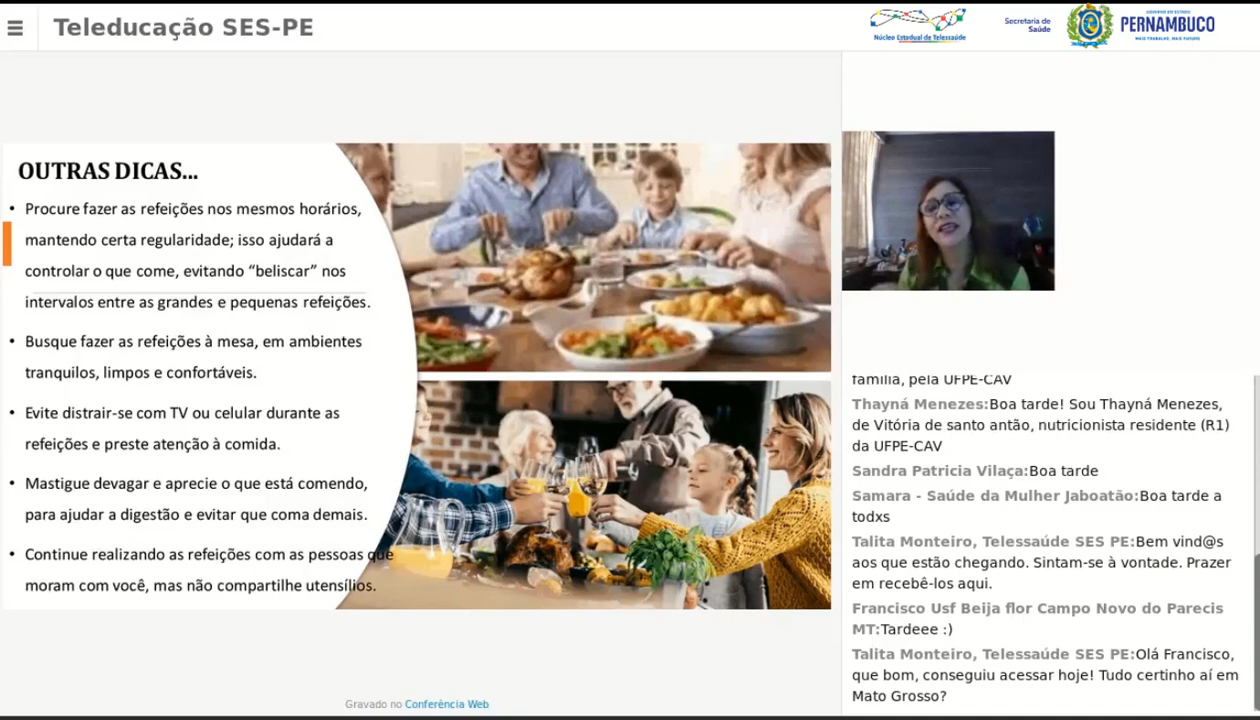 Teleducação SES-PE
Núcleo Estadual de Telessaúde
Secretaria de
Saúde
GOVERNO DO ESTADO
PERNAMBUCO
MAIS TRABALHO, MAIS FUTURO
OUTRAS DICAS...
• Procure fazer as refeições nos mesmos horários,
mantendo certa regularidade; isso ajudará a
controlar o que come, evitando “beliscar” nos
intervalos entre as grandes e pequenas refeições.
• Busque fazer as refeições à mesa, em ambientes
tranquilos, limpos e confortáveis.
• Evite distrair-se com TV ou celular durante as
refeições e preste atenção à comida.
• Mastigue devagar e aprecie o que está comendo,
para ajudar a digestão e evitar que coma demais.
• Continue realizando as refeições com as pessoas que
moram com você, mas não compartilhe utensílios.
família, pela UFPE-CAV
Thayná Menezes:Boa tarde! Sou Thayná Menezes,
de Vitória de santo antão, nutricionista residente (R1)
da UFPE-CAV
Sandra Patricia Vilaça:Boa tarde
Samara - Saúde da Mulher Jaboatão:Boa tarde a
todxs
Talita Monteiro, Telessaúde SES PE:Bem vind@s
aos que estão chegando. Sintam-se à vontade. Prazer
em recebê-los aqui.
Francisco Usf Beija flor Campo Novo do Parecis
MT:Tardeee :)
Talita Monteiro, Telessaúde SES PE:Olá Francisco,
que bom, conseguiu acessar hoje! Tudo certinho aí em
Mato Grosso?
Gravado no Conferência Web